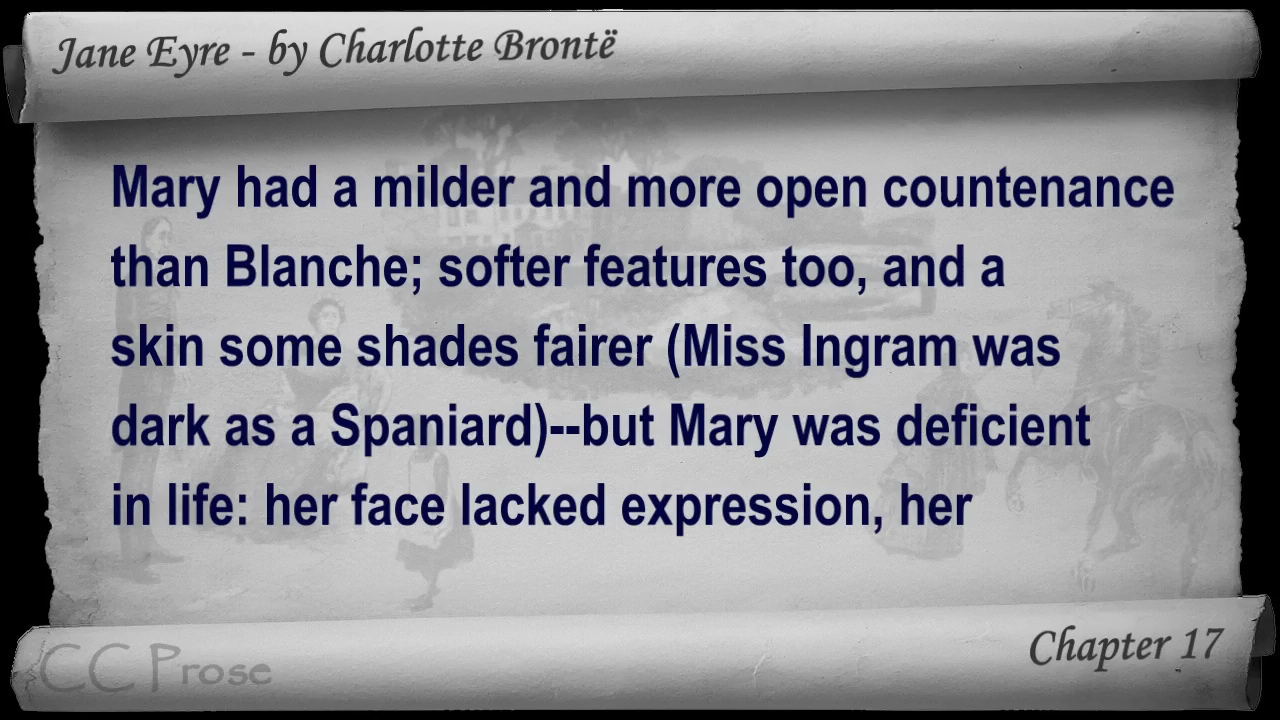 Jane Eyre - by Charlotte Brontë
Mary had a milder and more open countenance
than Blanche; softer features too, and a
skin some shades fairer (Miss Ingram was
dark as a Spaniard)--but Mary was deficient
in life: her face lacked expression, her
Chapter 17
CC Prose